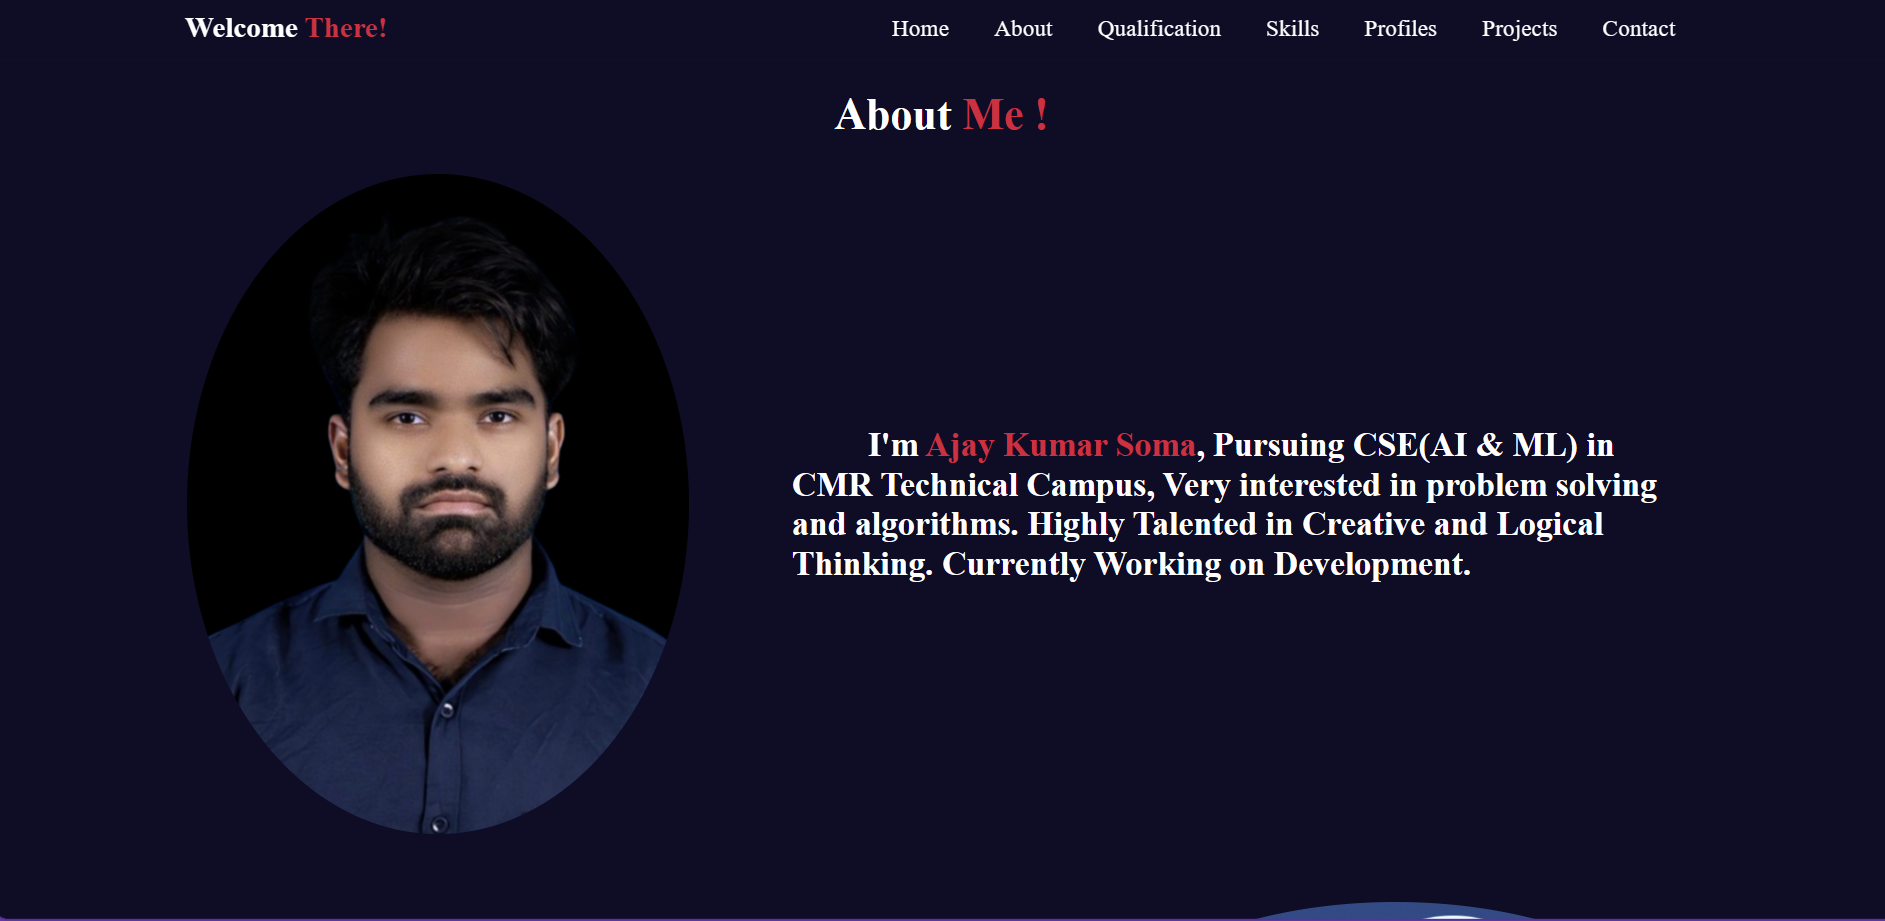 Welcome There!
Home About Qualification Skills Profiles Projects Contact
About Me !
I'm Ajay Kumar Soma, Pursuing CSE(AI & ML) in
CMR Technical Campus, Very interested in problem solving
and algorithms. Highly Talented in Creative and Logical
Thinking. Currently Working on Development.